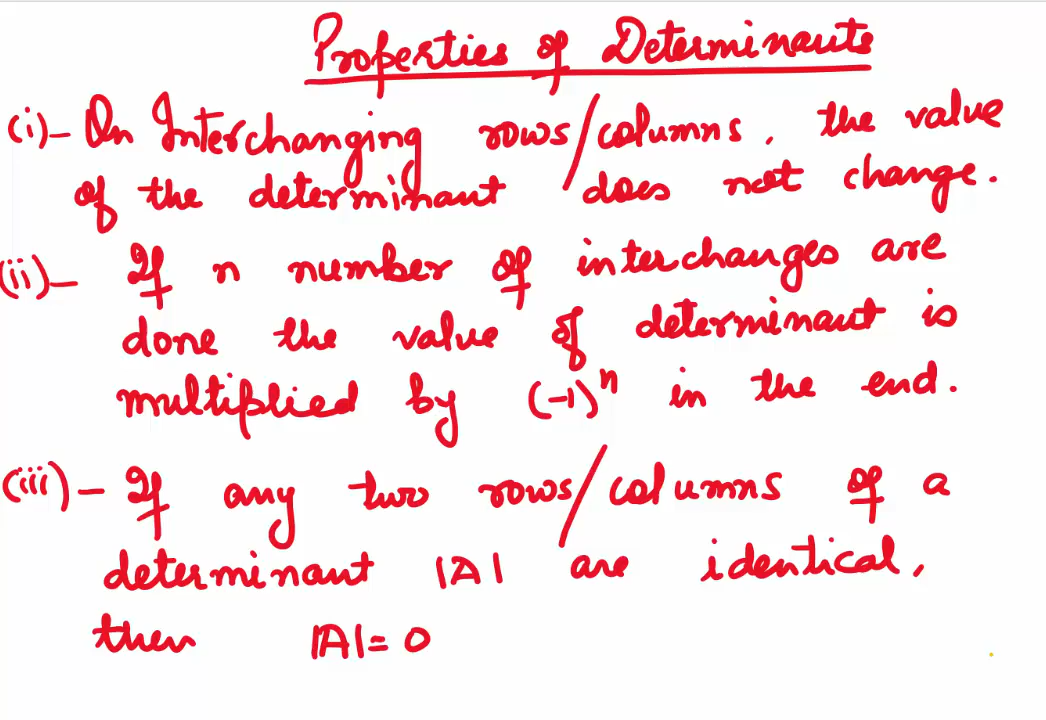 Properties of Determinants
(i)- On Interchanging rows/columns, the value
of the determinant does not change.
(ii)- If n number of interchanges are
done the value of determinant is
multiplied by (-1)ⁿ in the end.
(iii)- If any two rows/columns of a
determinant |A| are identical,
then |A|= 0